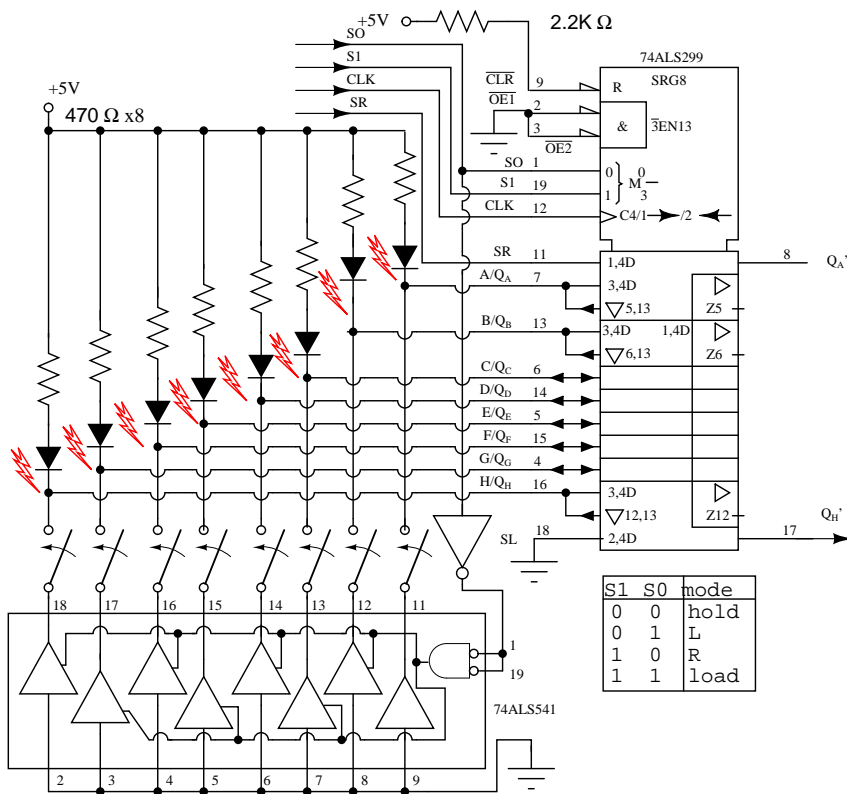 +5V
2.2K Ω
SO
S1
CLK
SR
+5V
470 Ω x8
74ALS299
SRG8
CLR 9 R
OE1 2 & 3EN13
3
OE2
SO 1 0 M 0
S1 19 1 3
CLK 12 C4/1 /2
SR 11 1,4D 8 QA'
A/QA 7 3,4D
5,13 Z5
B/QB 13 3,4D 1,4D
6,13 Z6
C/QC 6
D/QD 14
E/QE 5
F/QF 15
G/QG 4
H/QH 16 3,4D
12,13 Z12
SL 18 2,4D 17 QH'
S1 S0 mode
0 0 hold
0 1 L
1 0 R
1 1 load
18 17 16 15 14 13 12 11
1
19
74ALS541
2 3 4 5 6 7 8 9